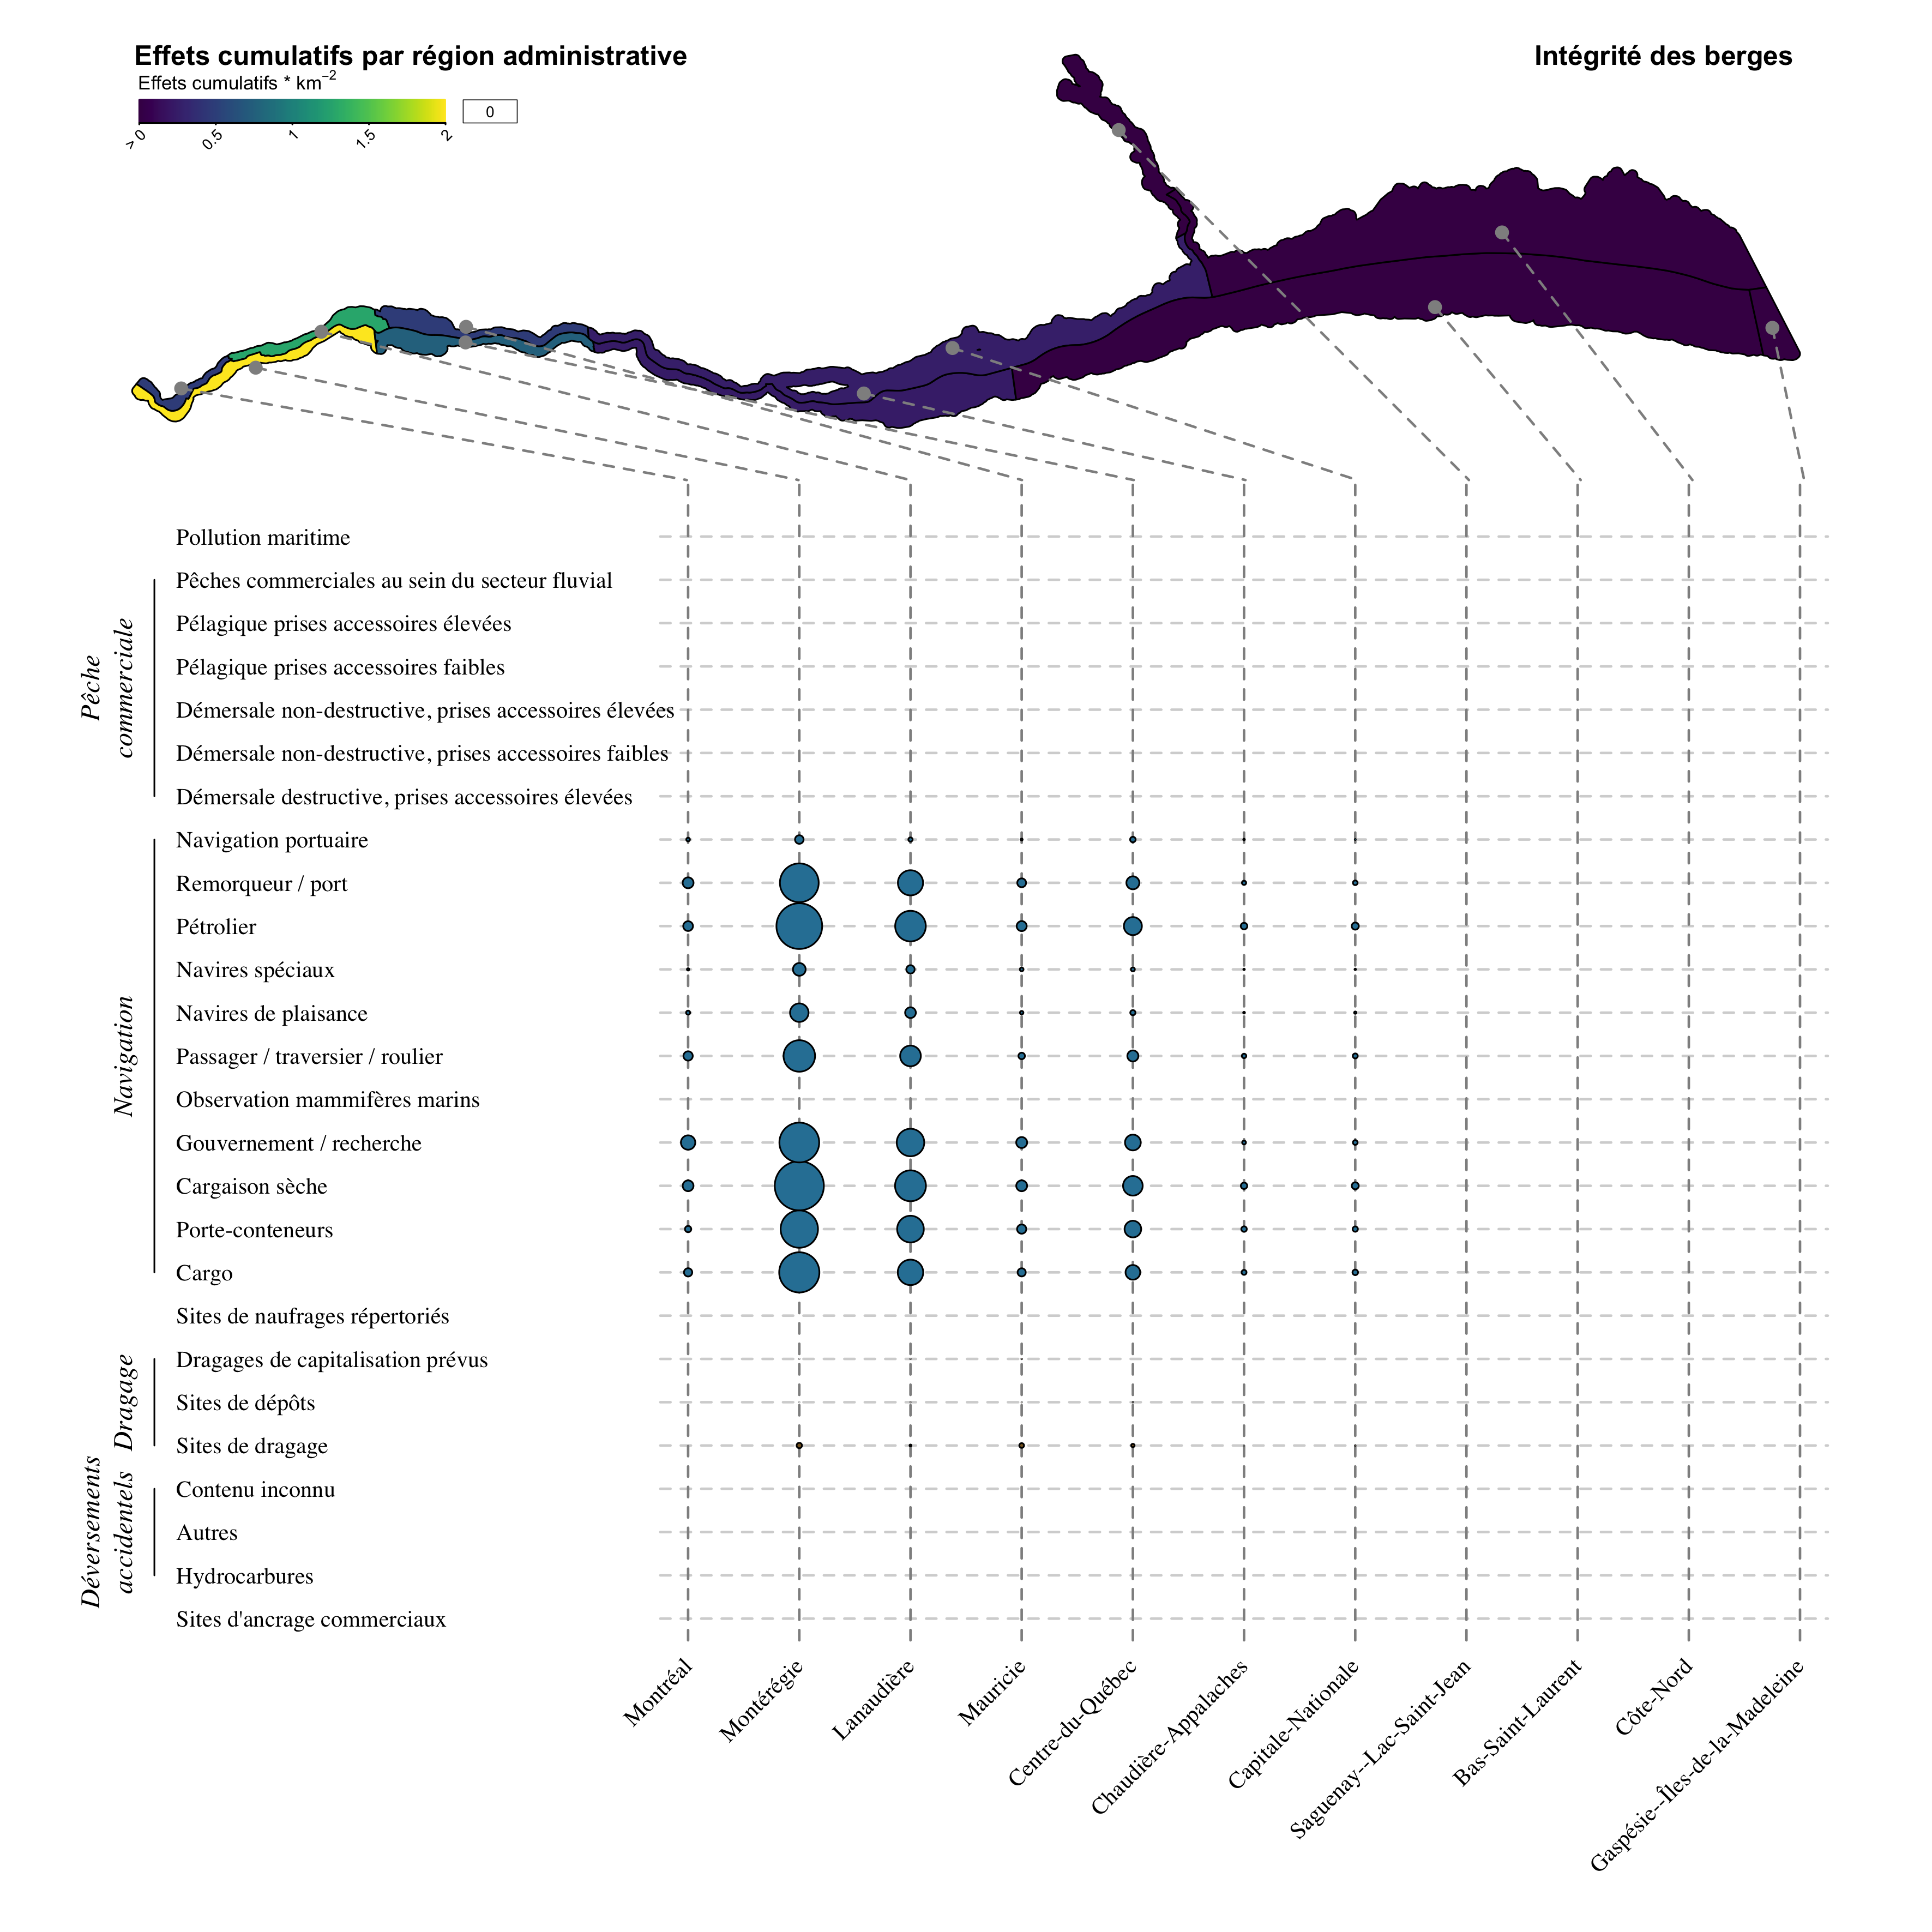 Effets cumulatifs par région administrative
Intégrité des berges
Effets cumulatifs * km−2
0
> 0
0.5
1
1.5
2
Pollution maritime
Pêche
commerciale
Pêches commerciales au sein du secteur fluvial
Pélagique prises accessoires élevées
Pélagique prises accessoires faibles
Démersale non-destructive, prises accessoires élevées
Démersale non-destructive, prises accessoires faibles
Démersale destructive, prises accessoires élevées
Navigation
Navigation portuaire
Remorqueur / port
Pétrolier
Navires spéciaux
Navires de plaisance
Passager / traversier / roulier
Observation mammifères marins
Gouvernement / recherche
Cargaison sèche
Porte-conteneurs
Cargo
Sites de naufrages répertoriés
Dragage
Dragages de capitalisation prévus
Sites de dépôts
Sites de dragage
Déversements
accidentels
Contenu inconnu
Autres
Hydrocarbures
Sites d'ancrage commerciaux
Montréal
Montérégie
Lanaudière
Mauricie
Centre-du-Québec
Chaudière-Appalaches
Capitale-Nationale
Saguenay--Lac-Saint-Jean
Bas-Saint-Laurent
Côte-Nord
Gaspésie--Îles-de-la-Madeleine